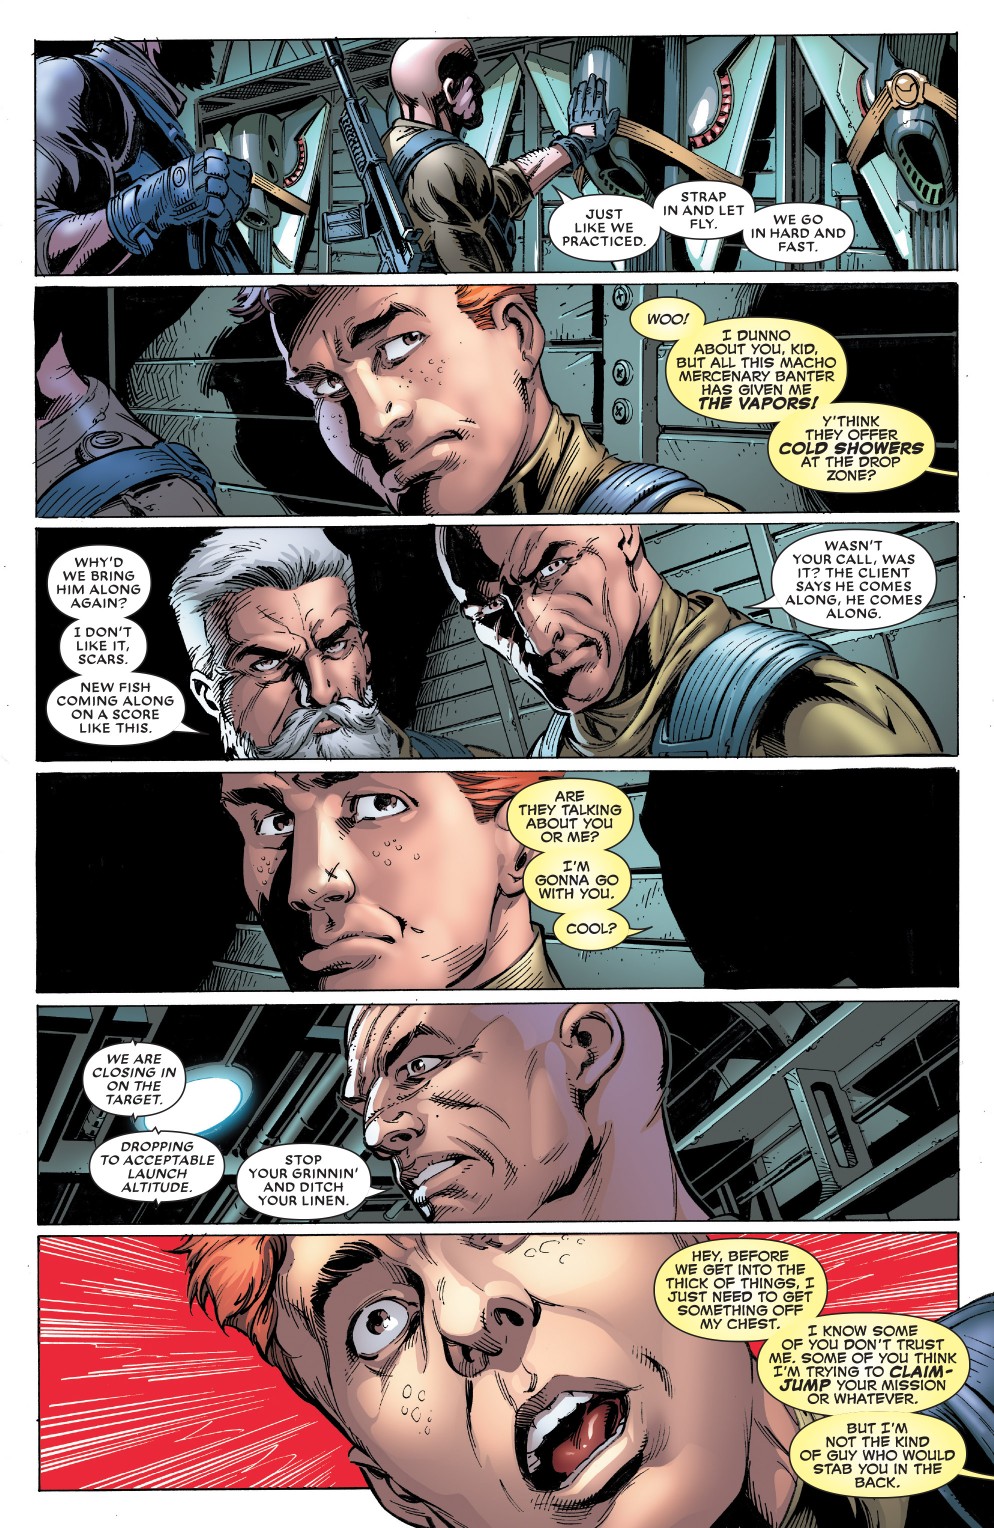 JUST
LIKE WE
PRACTICED.
STRAP
IN AND LET
FLY.
WE GO
IN HARD AND
FAST.
WOO!
I DUNNO
ABOUT YOU, KID,
BUT ALL THIS MACHO
MERCENARY BANTER
HAS GIVEN ME
THE VAPORS!
Y'THINK
THEY OFFER
COLD SHOWERS
AT THE DROP
ZONE?
WHY'D
WE BRING
HIM ALONG
AGAIN?
I DON'T
LIKE IT,
SCARS.
NEW FISH
COMING ALONG
ON A SCORE
LIKE THIS.
WASN'T
YOUR CALL, WAS
IT? THE CLIENT
SAYS HE COMES
ALONG, HE COMES
ALONG.
ARE
THEY TALKING
ABOUT YOU
OR ME?
I'M
GONNA GO
WITH YOU.
COOL?
WE ARE
CLOSING IN
ON THE
TARGET.
DROPPING
TO ACCEPTABLE
LAUNCH
ALTITUDE.
STOP
YOUR GRINNIN'
AND DITCH
YOUR LINEN.
HEY, BEFORE
WE GET INTO THE
THICK OF THINGS, I
JUST NEED TO GET
SOMETHING OFF
MY CHEST.
I KNOW SOME
OF YOU DON'T TRUST
ME. SOME OF YOU THINK
I'M TRYING TO CLAIM-
JUMP YOUR MISSION
OR WHATEVER.
BUT I'M
NOT THE KIND
OF GUY WHO WOULD
STAB YOU IN THE
BACK.